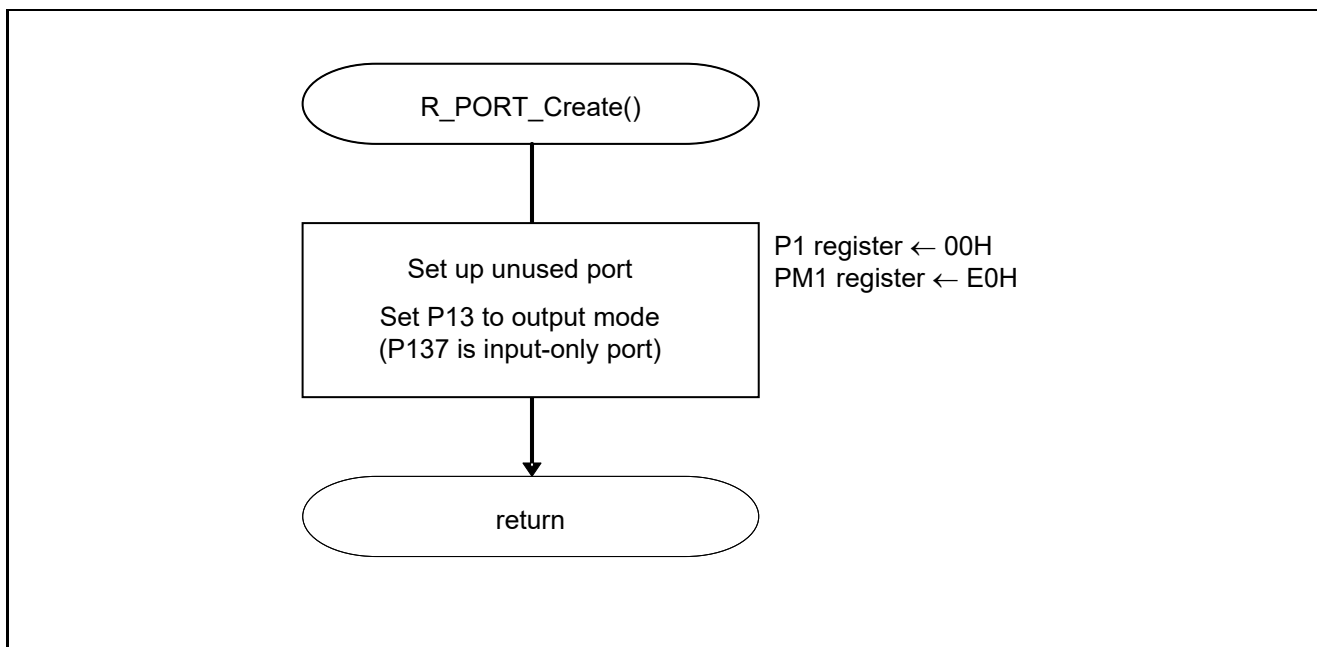 R_PORT_Create()
Set up unused port
Set P13 to output mode
(P137 is input-only port)
P1 register ← 00H
PM1 register ← E0H
return